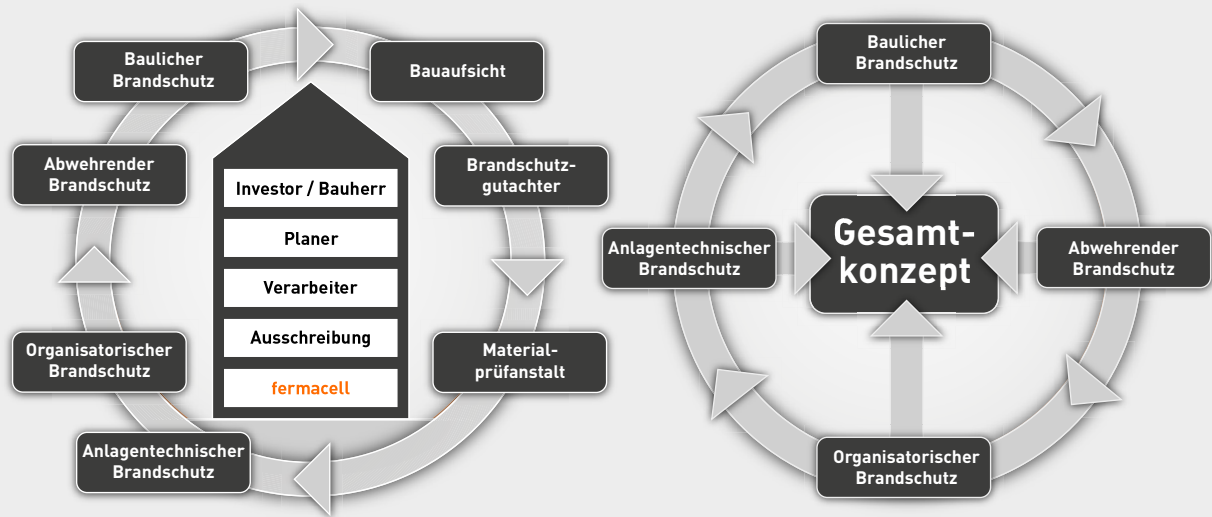 Baulicher
Brandschutz
Bauaufsicht
Abwehrender
Brandschutz
Brandschutz-
gutachter
Investor / Bauherr
Planer
Verarbeiter
Ausschreibung
fermacell
Organisatorischer
Brandschutz
Material-
prüfanstalt
Anlagentechnischer
Brandschutz
Baulicher
Brandschutz
Anlagentechnischer
Brandschutz
Gesamt-
konzept
Abwehrender
Brandschutz
Organisatorischer
Brandschutz